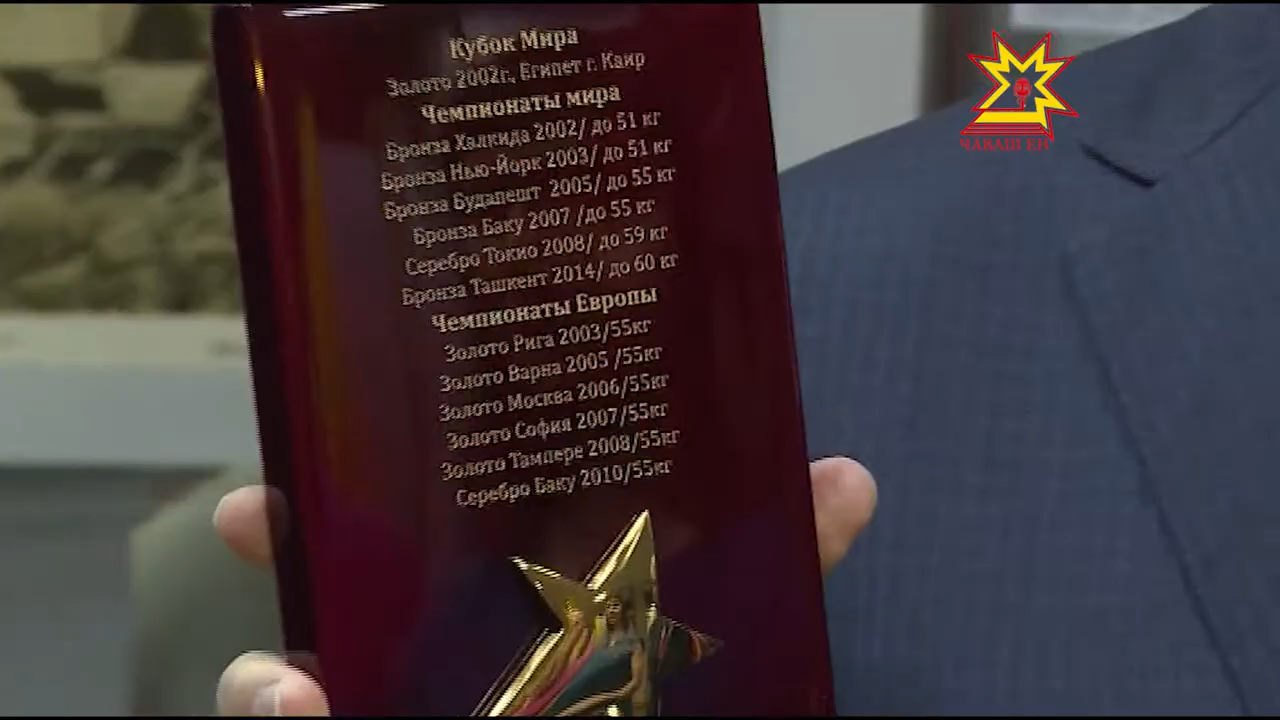 Кубок Мира
Золото 2002г., Египет г. Каир
Чемпионаты мира
Бронза Халкида 2002/ до 51 кг
Бронза Нью-Йорк 2003/ до 51 кг
Бронза Будапешт 2005/ до 55 кг
Бронза Баку 2007 /до 55 кг
Серебро Токио 2008/ до 59 кг
Бронза Ташкент 2014/ до 60 кг
Чемпионаты Европы
Золото Рига 2003/55кг
Золото Варна 2005 /55кг
Золото Москва 2006/55кг
Золото София 2007/55кг
Золото Тампере 2008/55кг
Серебро Баку 2010/55кг
ЧӐВАШ ЕН